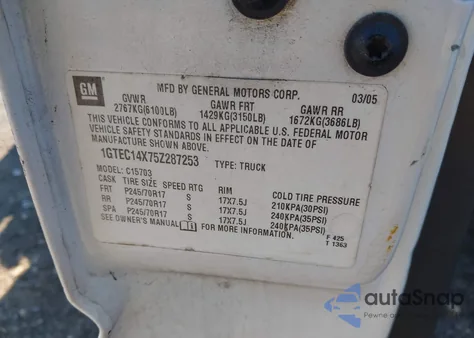 GM
MFD BY GENERAL MOTORS CORP. 03/05
GVWR GAWR FRT GAWR RR
2767KG(6100LB) 1429KG(3150LB) 1672KG(3686LB)
THIS VEHICLE CONFORMS TO ALL APPLICABLE U.S. FEDERAL MOTOR
VEHICLE SAFETY STANDARDS IN EFFECT ON THE DATE OF
MANUFACTURE SHOWN ABOVE.
1GTEC14X75Z287253 TYPE: TRUCK
MODEL: C15703
CASK TIRE SIZE SPEED RTG RIM COLD TIRE PRESSURE
FRT P245/70R17 S 17X7.5J 210KPA(30PSI)
RR P245/70R17 S 17X7.5J 240KPA(35PSI)
SPA P245/70R17 S 17X7.5J 240KPA(35PSI)
SEE OWNER'S MANUAL FOR MORE INFORMATION.
F 425
T 1363
autoSnap